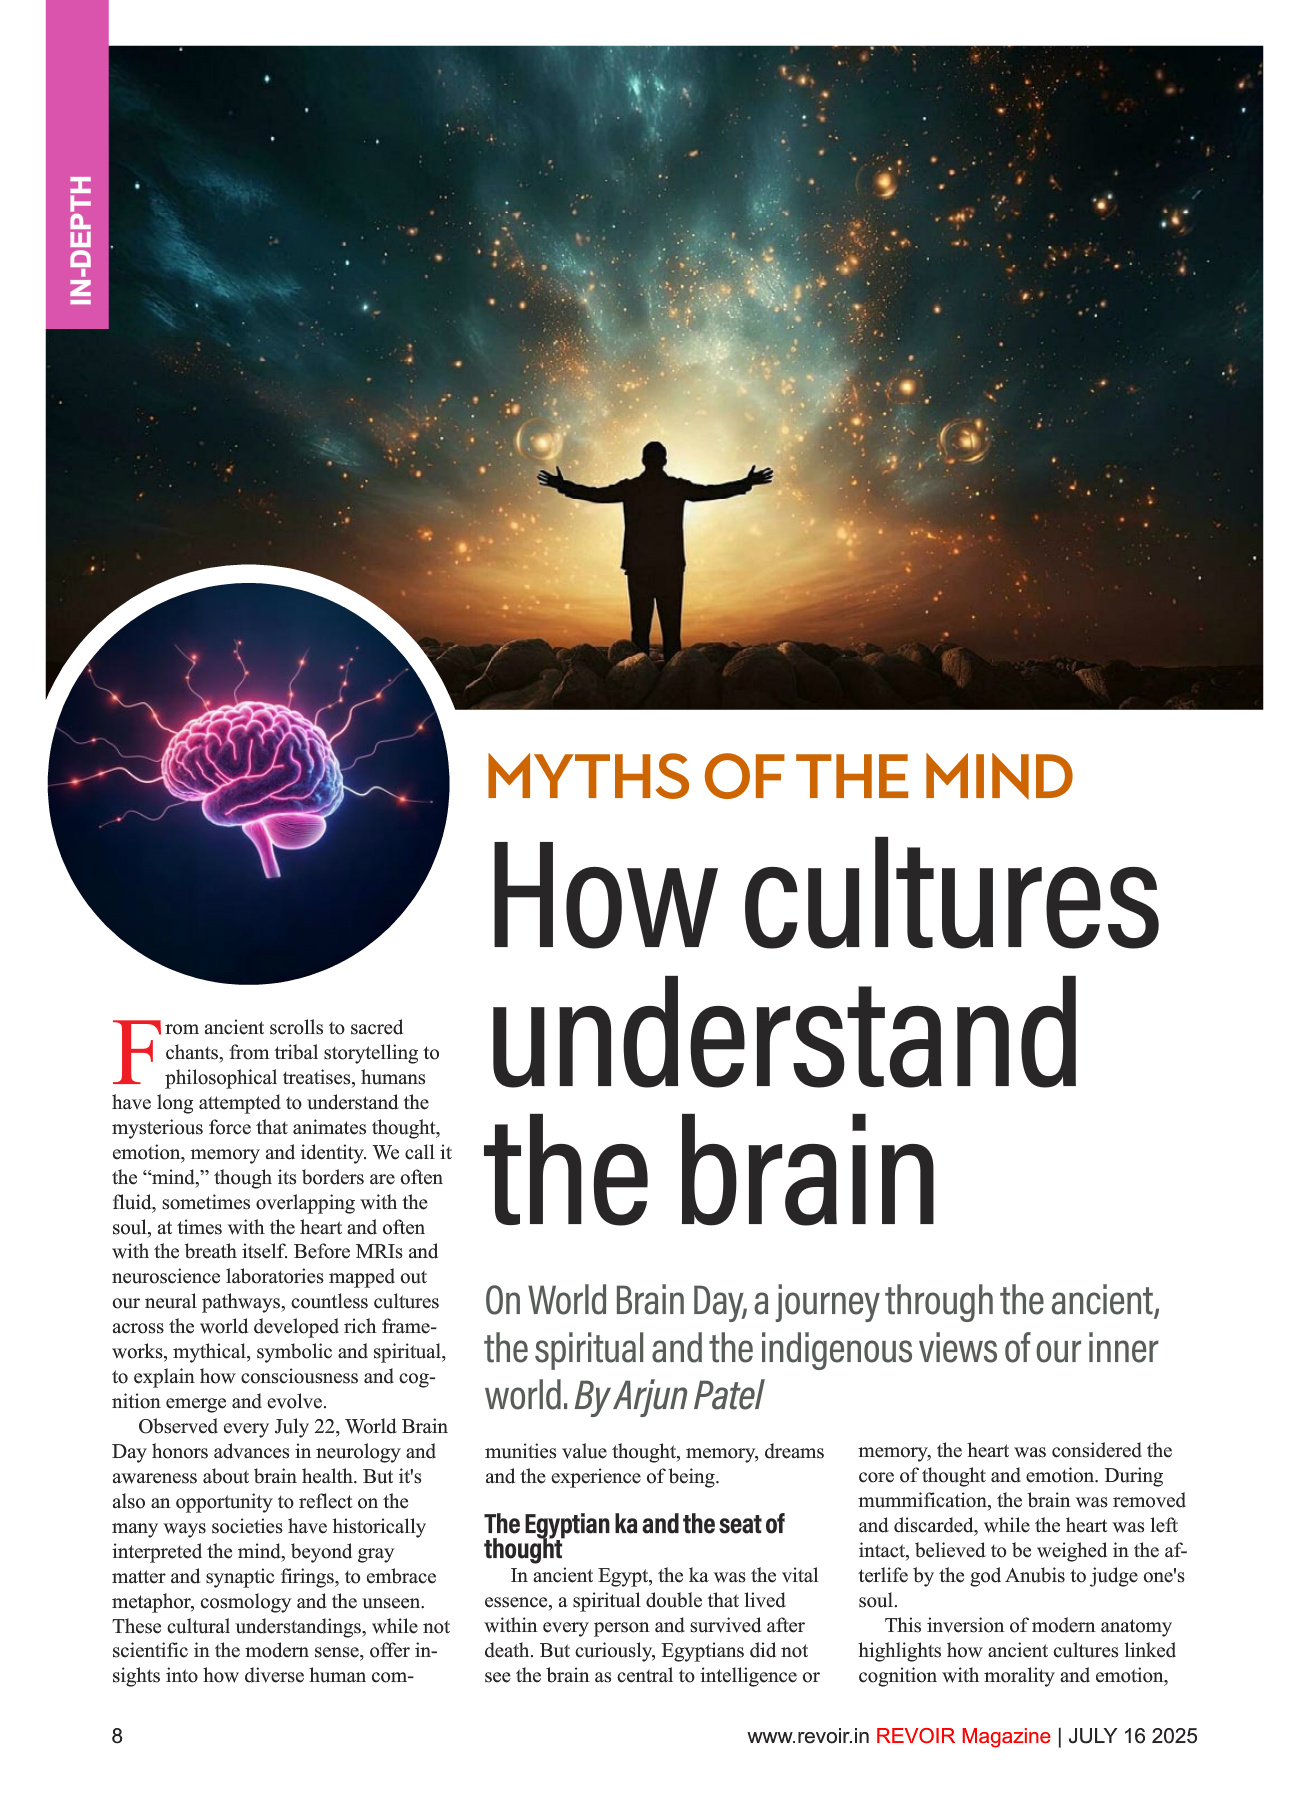 IN-DEPTH
MYTHS OF THE MIND
How cultures
understand
the brain
On World Brain Day, a journey through the ancient,
the spiritual and the indigenous views of our inner
world. By Arjun Patel
From ancient scrolls to sacred
chants, from tribal storytelling to
philosophical treatises, humans
have long attempted to understand the
mysterious force that animates thought,
emotion, memory and identity. We call it
the “mind,” though its borders are often
fluid, sometimes overlapping with the
soul, at times with the heart and often
with the breath itself. Before MRIs and
neuroscience laboratories mapped out
our neural pathways, countless cultures
across the world developed rich frame-
works, mythical, symbolic and spiritual,
to explain how consciousness and cog-
nition emerge and evolve.
Observed every July 22, World Brain
Day honors advances in neurology and
awareness about brain health. But it's
also an opportunity to reflect on the
many ways societies have historically
interpreted the mind, beyond gray
matter and synaptic firings, to embrace
metaphor, cosmology and the unseen.
These cultural understandings, while not
scientific in the modern sense, offer in-
sights into how diverse human com-
munities value thought, memory, dreams
and the experience of being.
The Egyptian ka and the seat of
thought
In ancient Egypt, the ka was the vital
essence, a spiritual double that lived
within every person and survived after
death. But curiously, Egyptians did not
see the brain as central to intelligence or
memory, the heart was considered the
core of thought and emotion. During
mummification, the brain was removed
and discarded, while the heart was left
intact, believed to be weighed in the af-
terlife by the god Anubis to judge one's
soul.
This inversion of modern anatomy
highlights how ancient cultures linked
cognition with morality and emotion,
8
www.revoir.in REVOIR Magazine | JULY 16 2025